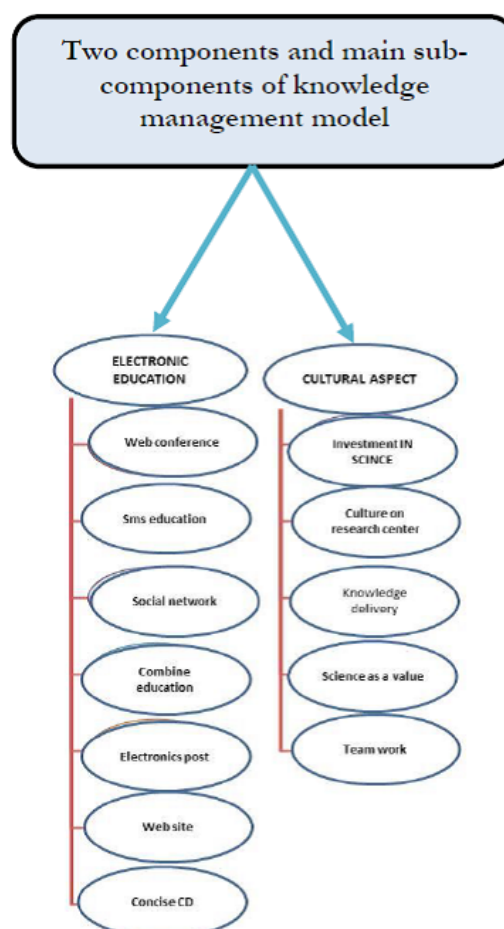 Two components and main sub-
components of knowledge
management model
ELECTRONIC
EDUCATION
Web conference
Sms education
Social network
Combine
education
Electronics post
Web site
Concise CD
CULTURAL ASPECT
Investment IN
SCINCE
Culture on
research center
Knowledge
delivery
Science as a value
Team work